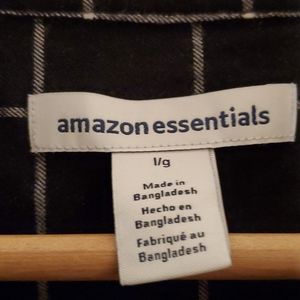 amazon essentials
l/g
Made in
Bangladesh
Hecho en
Bangladesh
Fabriqué au
Bangladesh